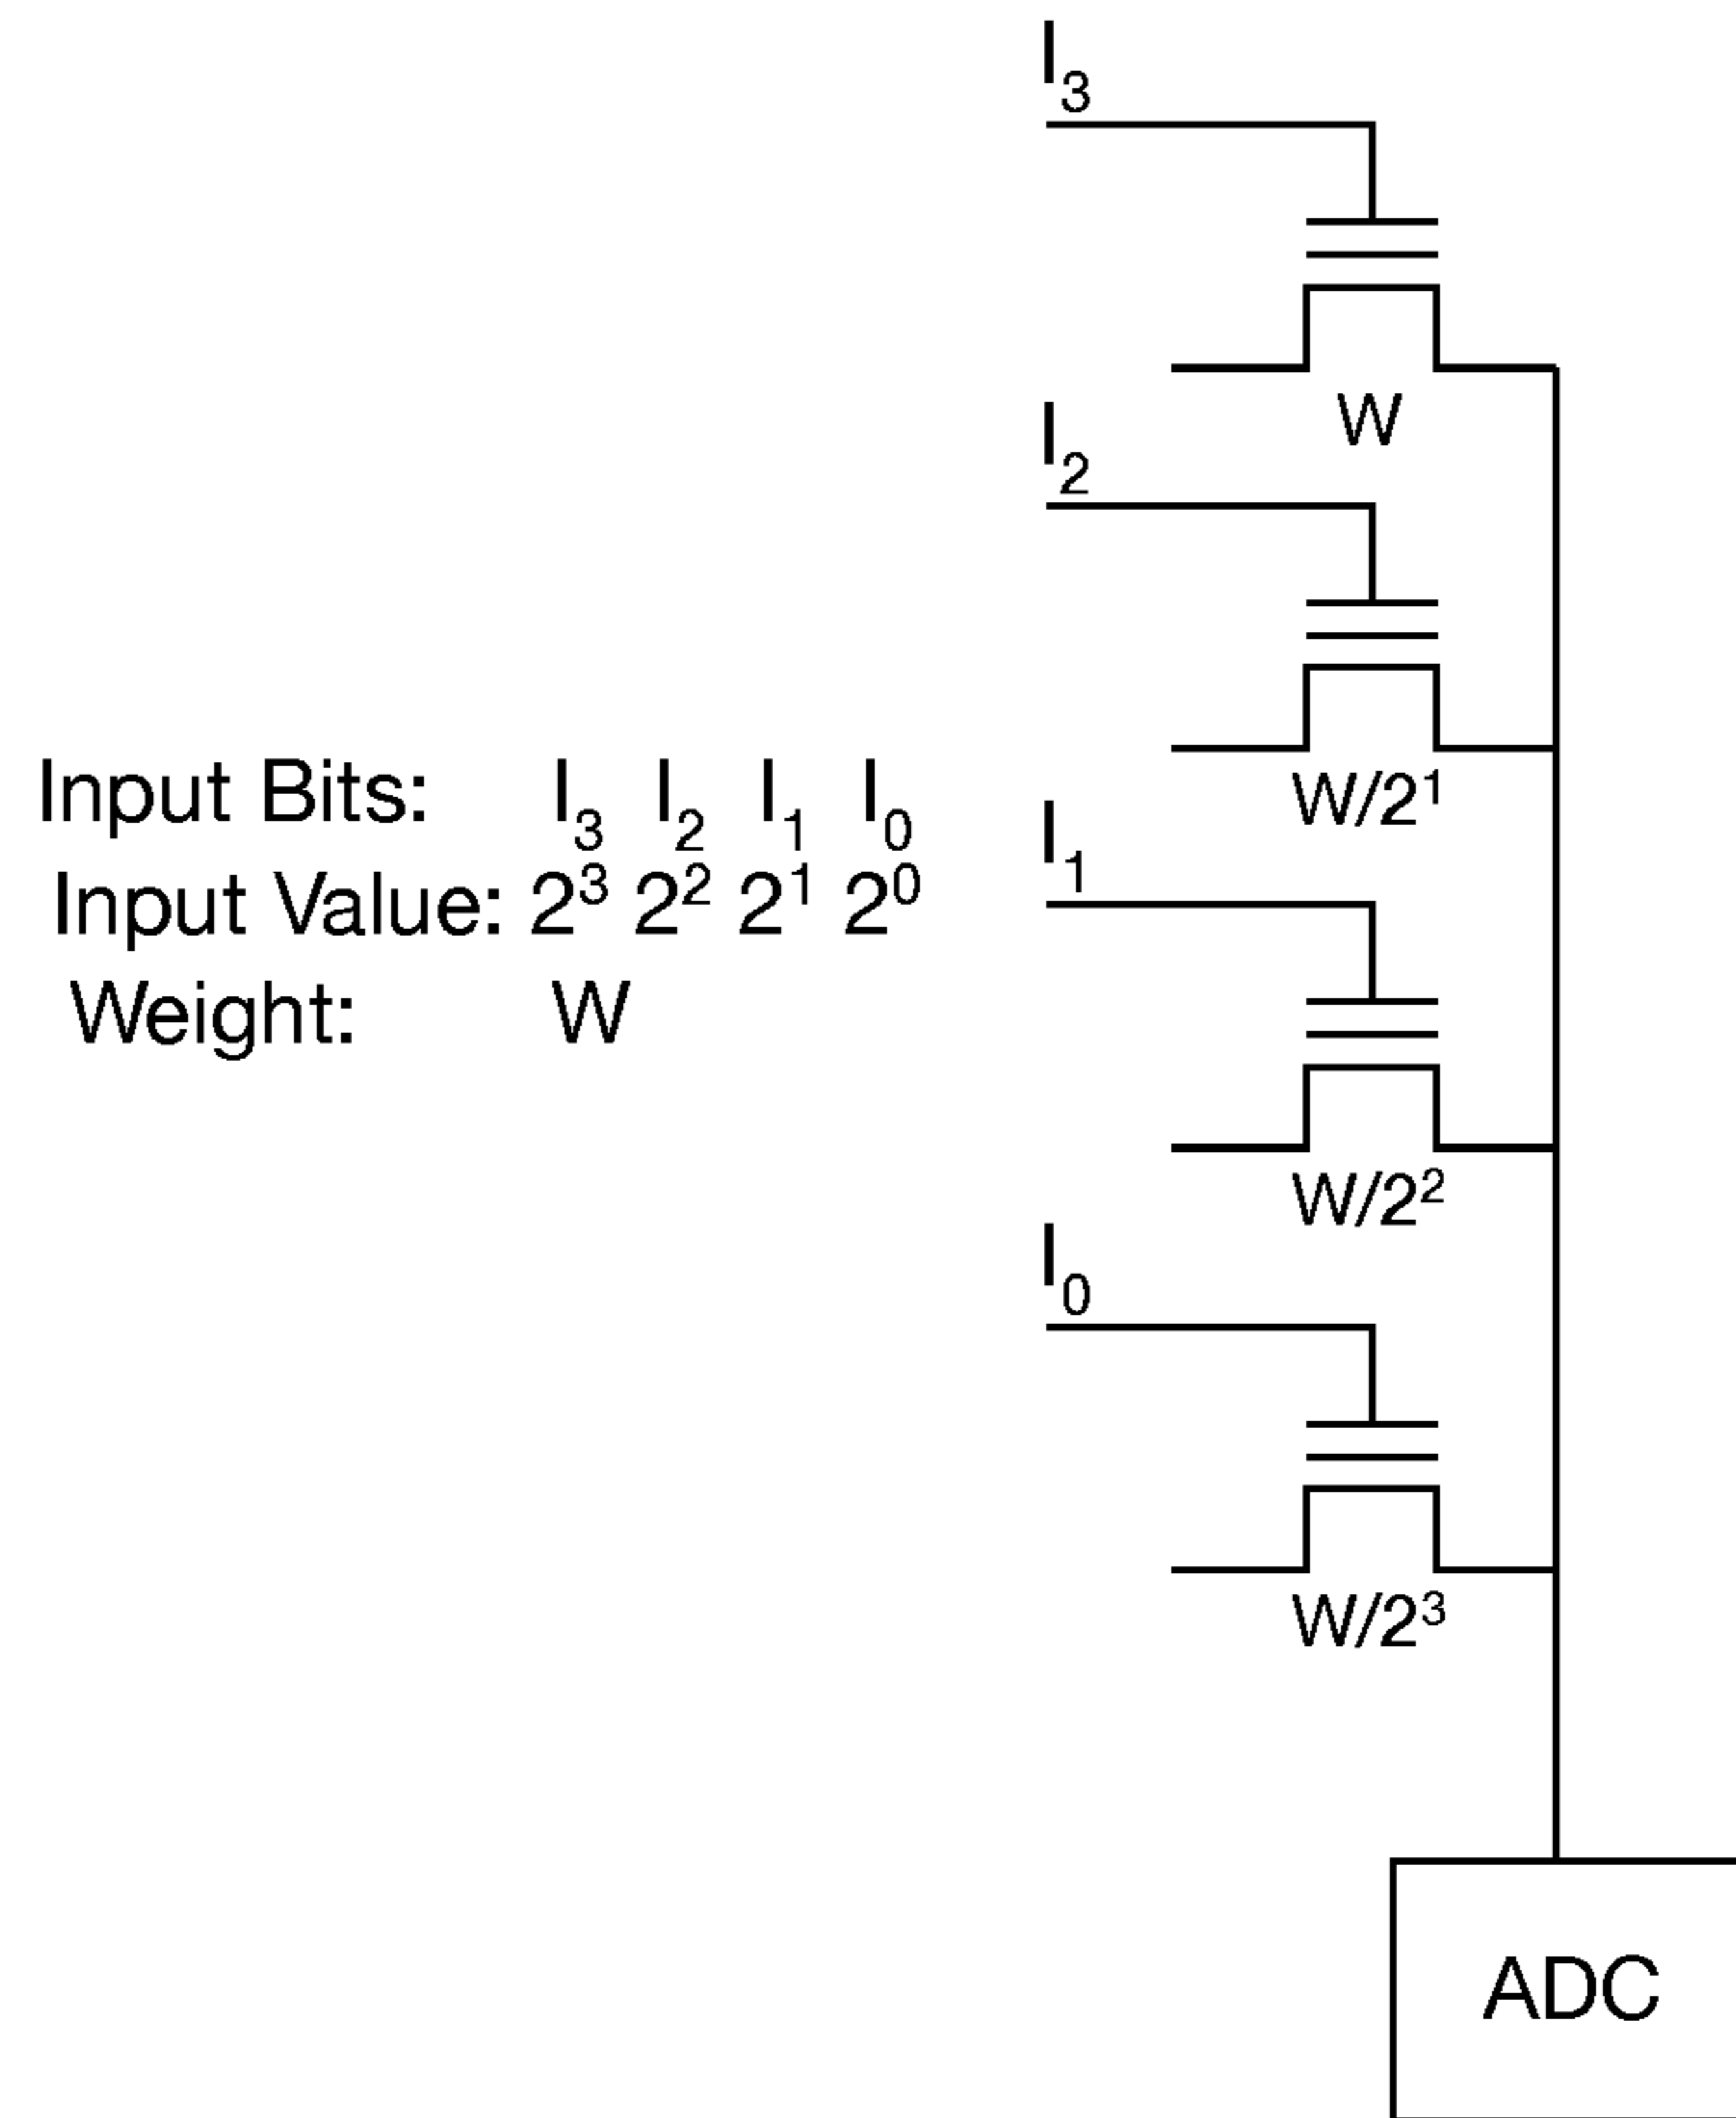 I₃
W
I₂
W/2¹
Input Bits: I₃ I₂ I₁ I₀
Input Value: 2³ 2² 2¹ 2⁰
Weight: W
I₁
W/2²
I₀
W/2³
ADC